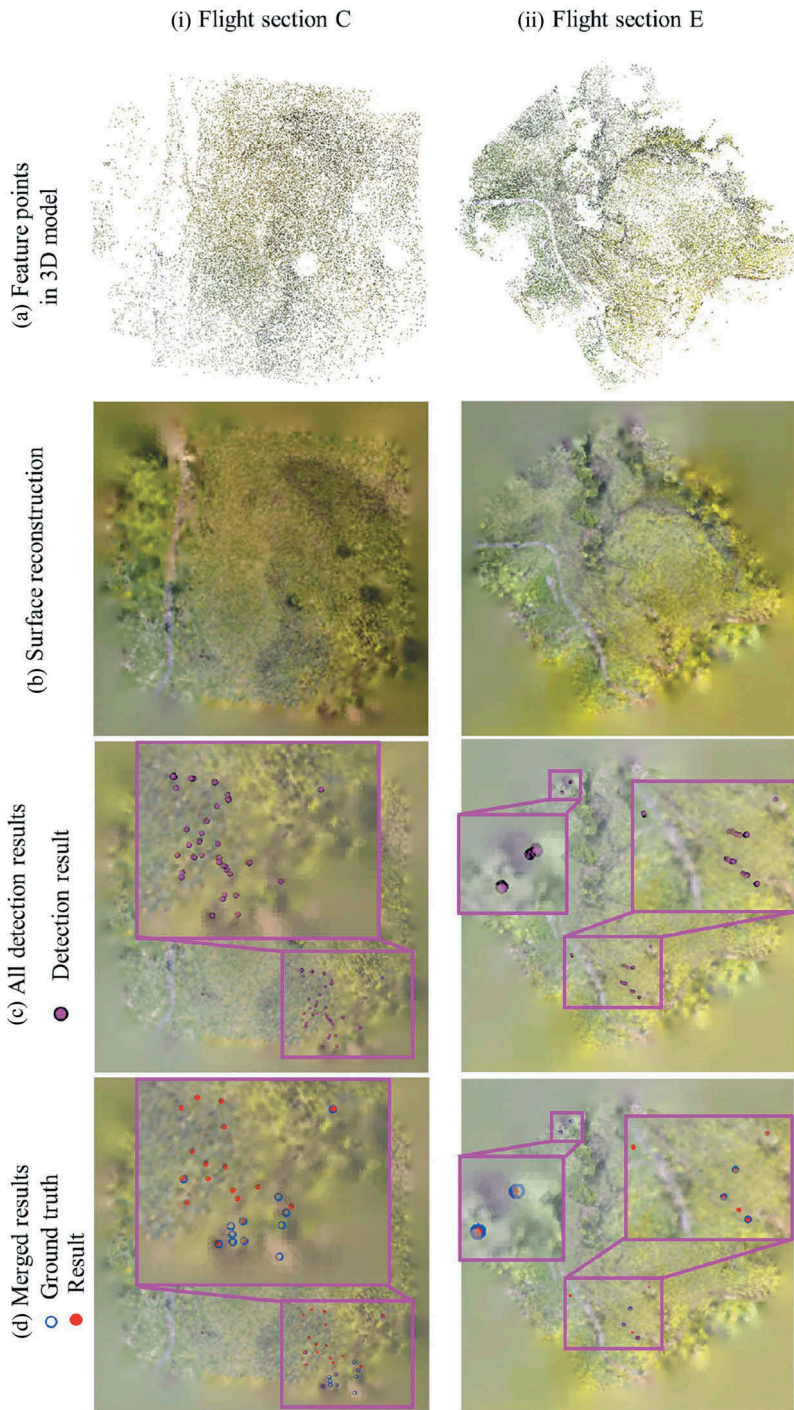 (i) Flight section C
(ii) Flight section E
(a) Feature points
in 3D model
(b) Surface reconstruction
(c) All detection results
Detection result
(d) Merged results
Ground truth
Result